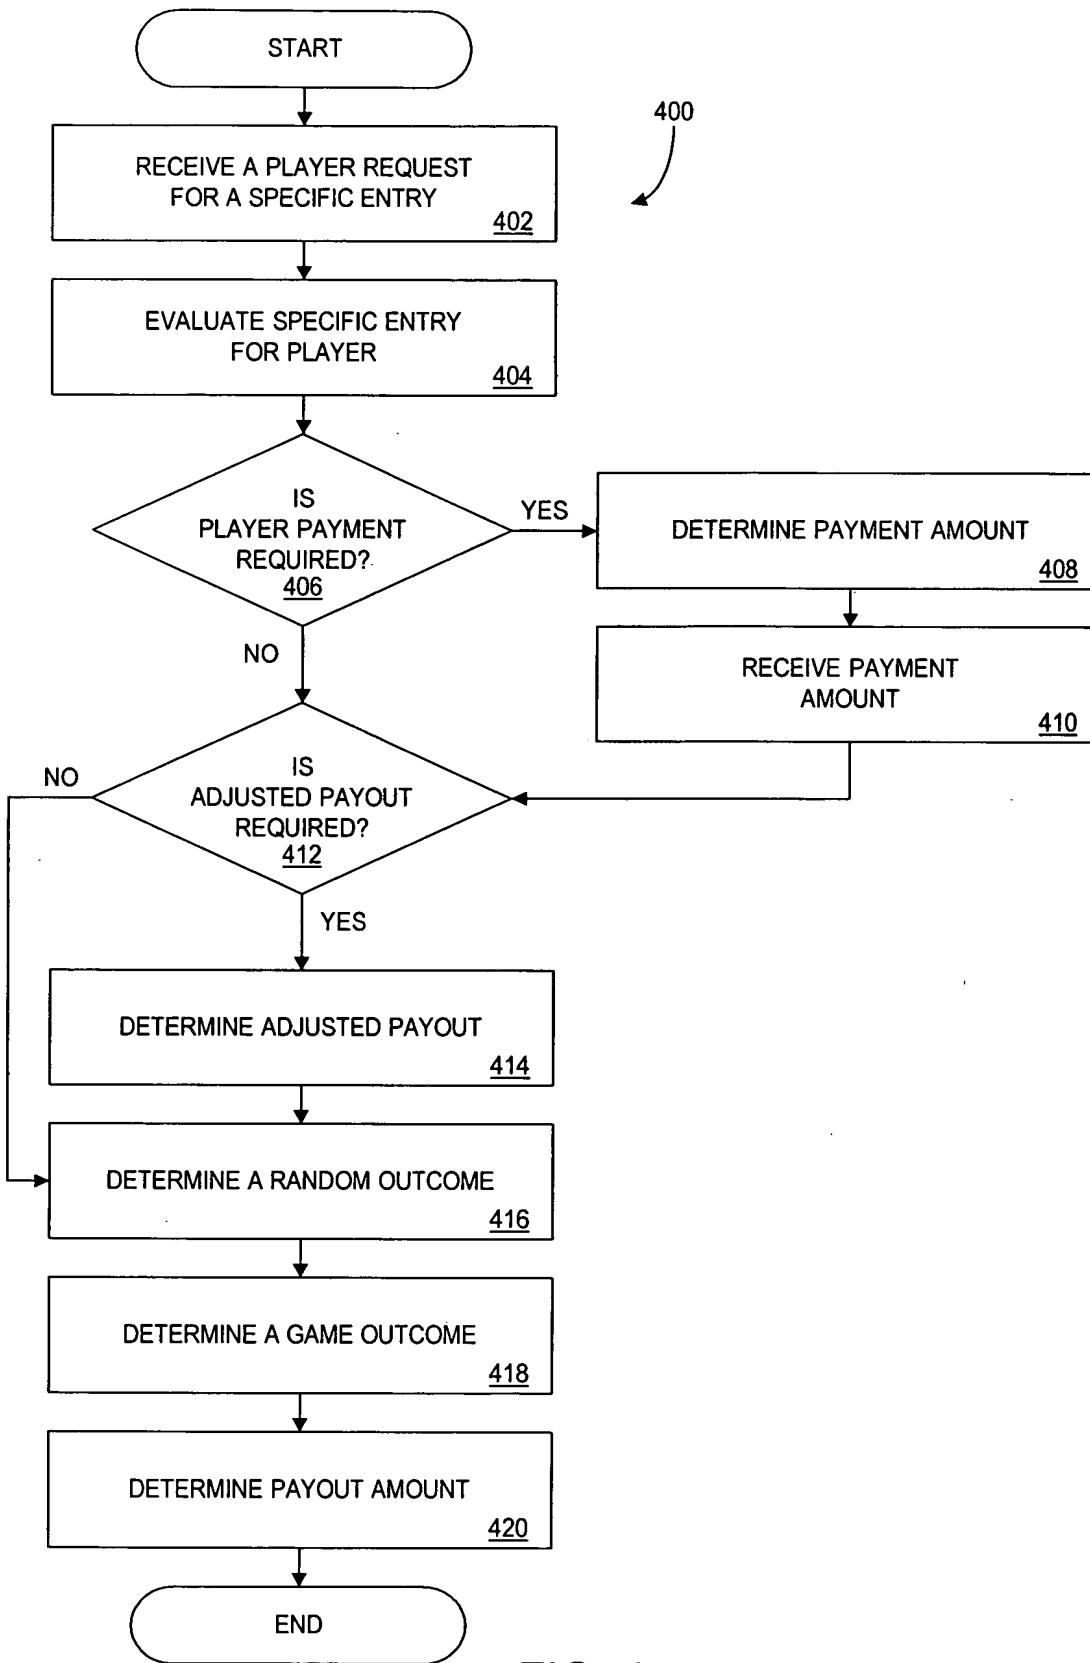 START
400
RECEIVE A PLAYER REQUEST
FOR A SPECIFIC ENTRY
402
EVALUATE SPECIFIC ENTRY
FOR PLAYER
404
IS
PLAYER PAYMENT
REQUIRED?
406
YES
DETERMINE PAYMENT AMOUNT
408
NO
RECEIVE PAYMENT
AMOUNT
410
NO
IS
ADJUSTED PAYOUT
REQUIRED?
412
YES
DETERMINE ADJUSTED PAYOUT
414
DETERMINE A RANDOM OUTCOME
416
DETERMINE A GAME OUTCOME
418
DETERMINE PAYOUT AMOUNT
420
END